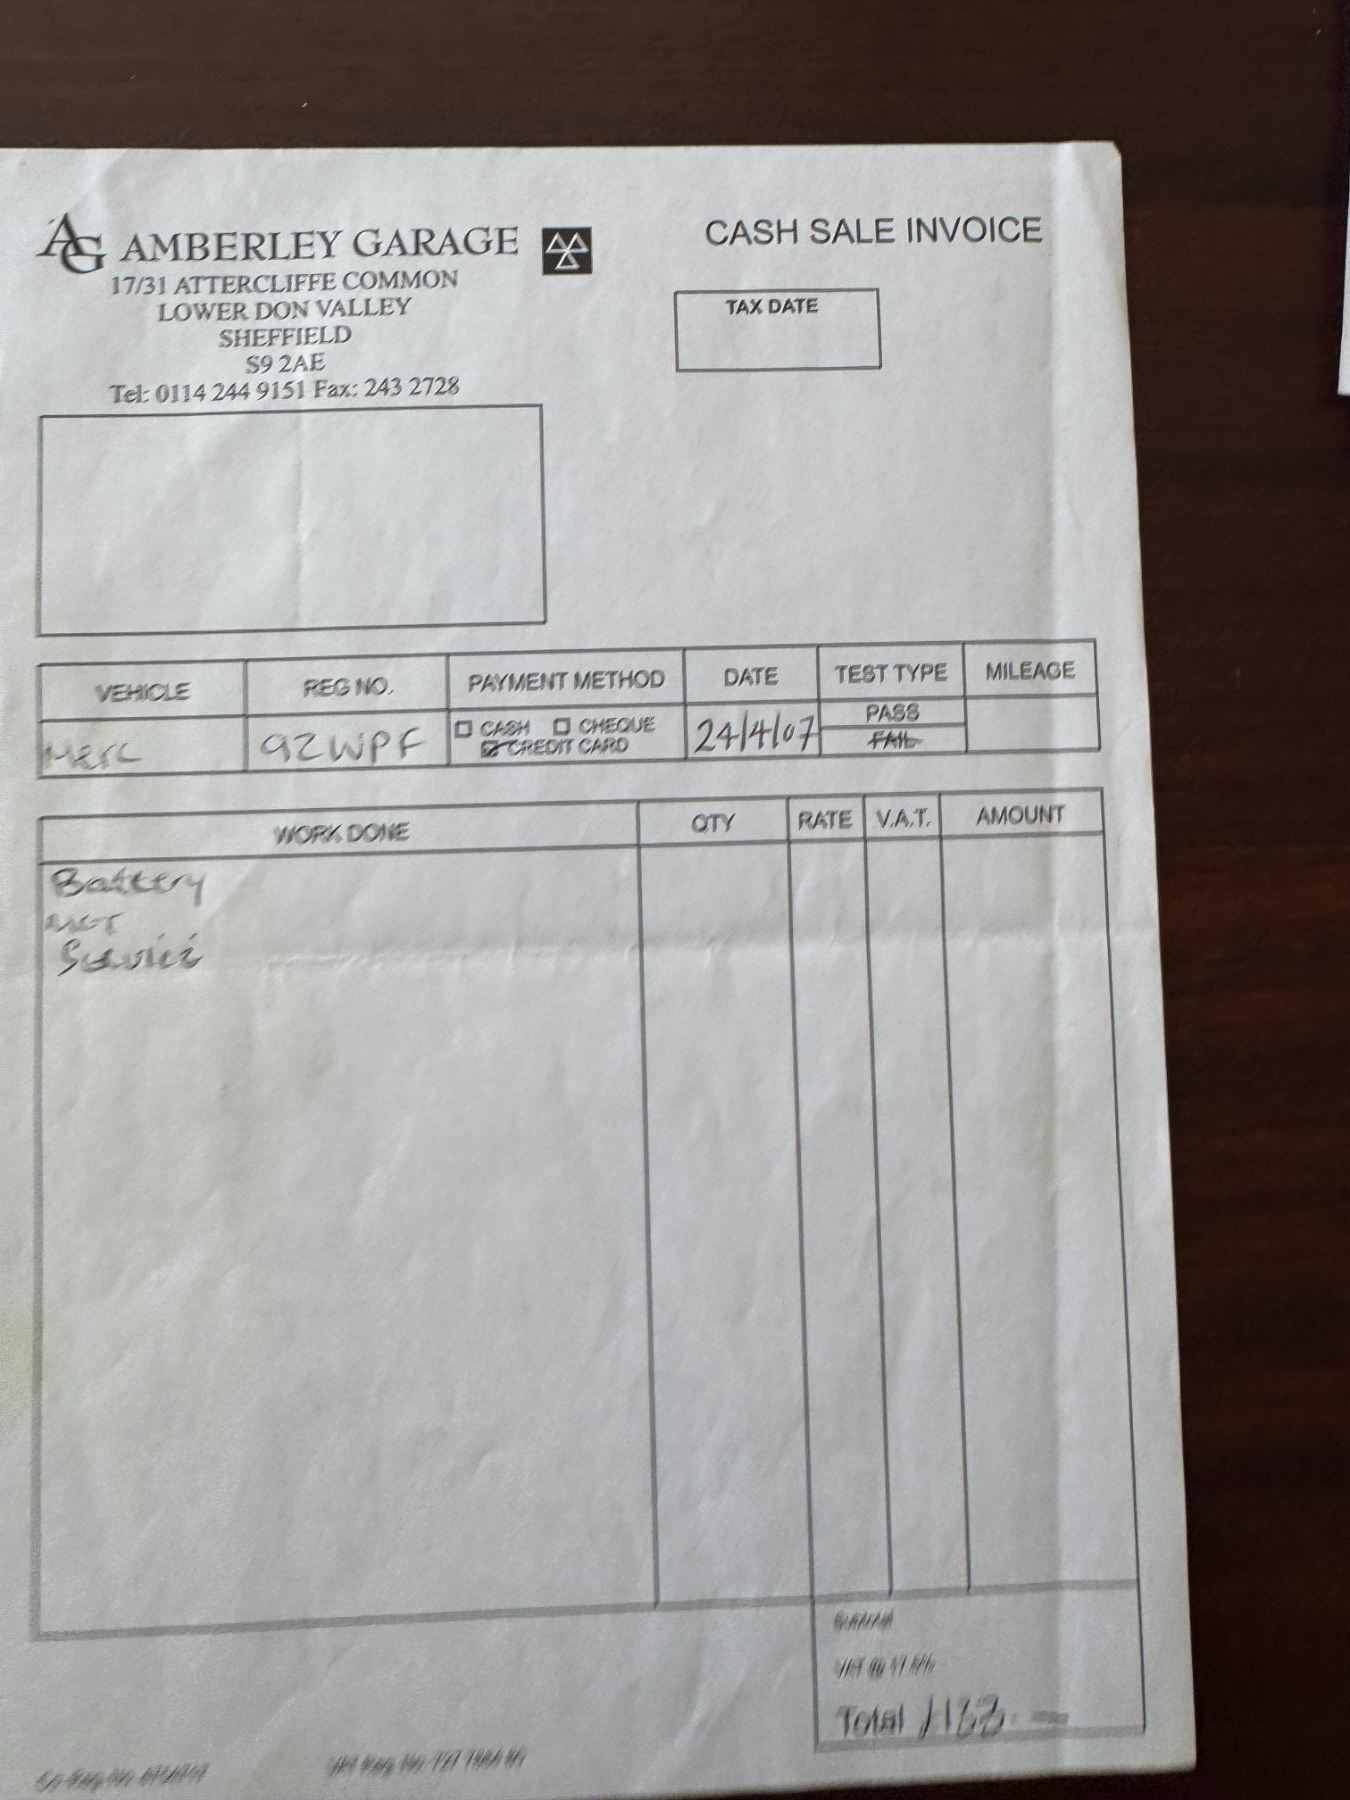 AG AMBERLEY GARAGE
17/31 ATTERCLIFFE COMMON
LOWER DON VALLEY
SHEFFIELD
S9 2AE
Tel: 0114 244 9151 Fax: 243 2728
CASH SALE INVOICE
TAX DATE
VEHICLE REG NO. PAYMENT METHOD DATE TEST TYPE MILEAGE
Merc 92WPF CASH CHEQUE CREDIT CARD 24/4/07 PASS FAIL
WORK DONE QTY RATE V.A.T. AMOUNT
Battery
MOT
Service
Total